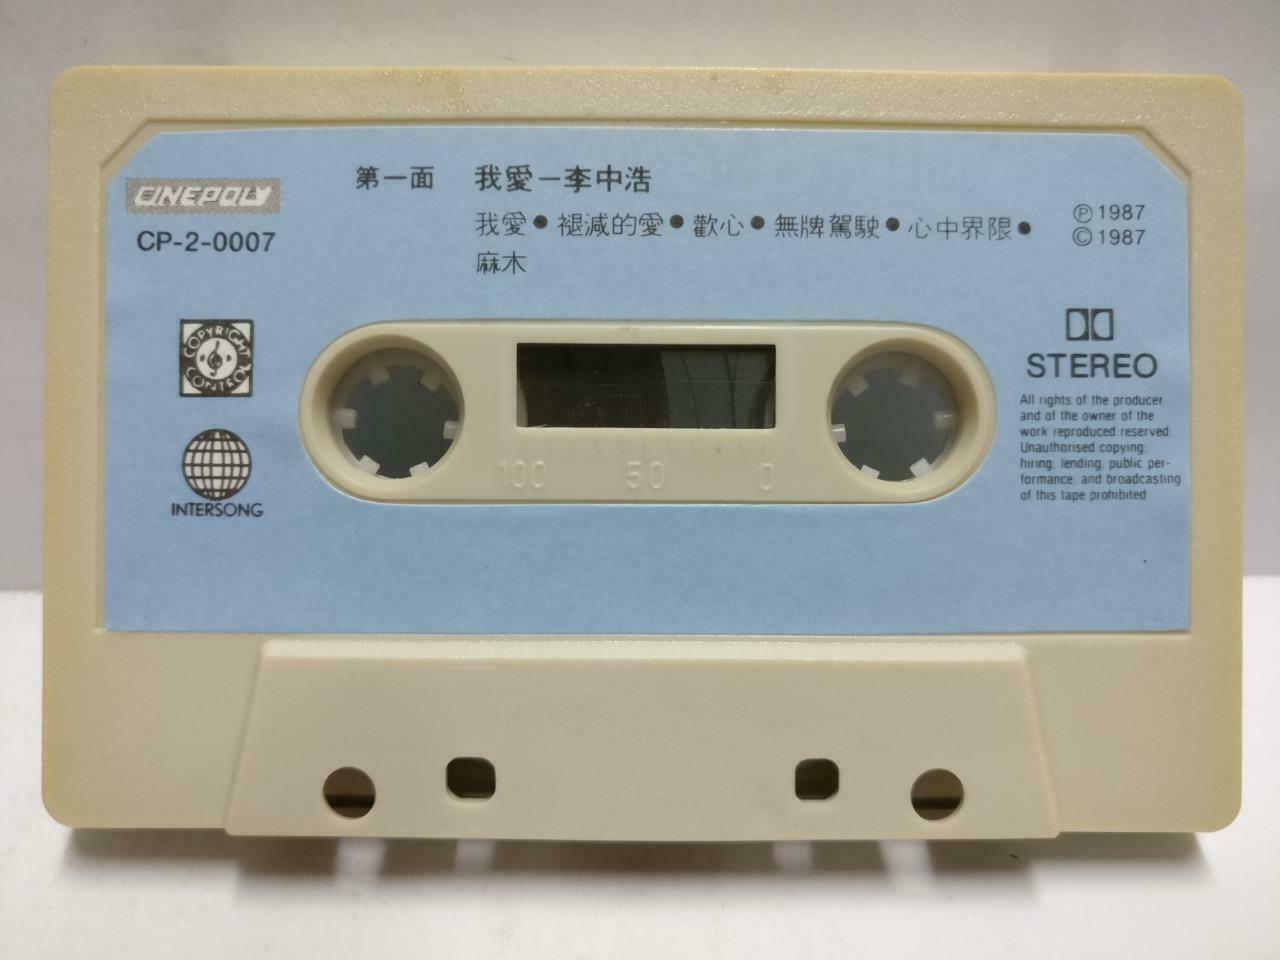 CINEPOLY
CP-2-0007
第一面
我愛－李中浩
我愛●褪減的愛●歡心●無牌駕駛●心中界限●
麻木
Ⓟ1987
©1987
COPYRIGHT
CONTROL
INTERSONG
STEREO
All rights of the producer
and of the owner of the
work reproduced reserved
Unauthorised copying,
hiring, lending, public per-
formance, and broadcasting
of this tape prohibited
100 50 0